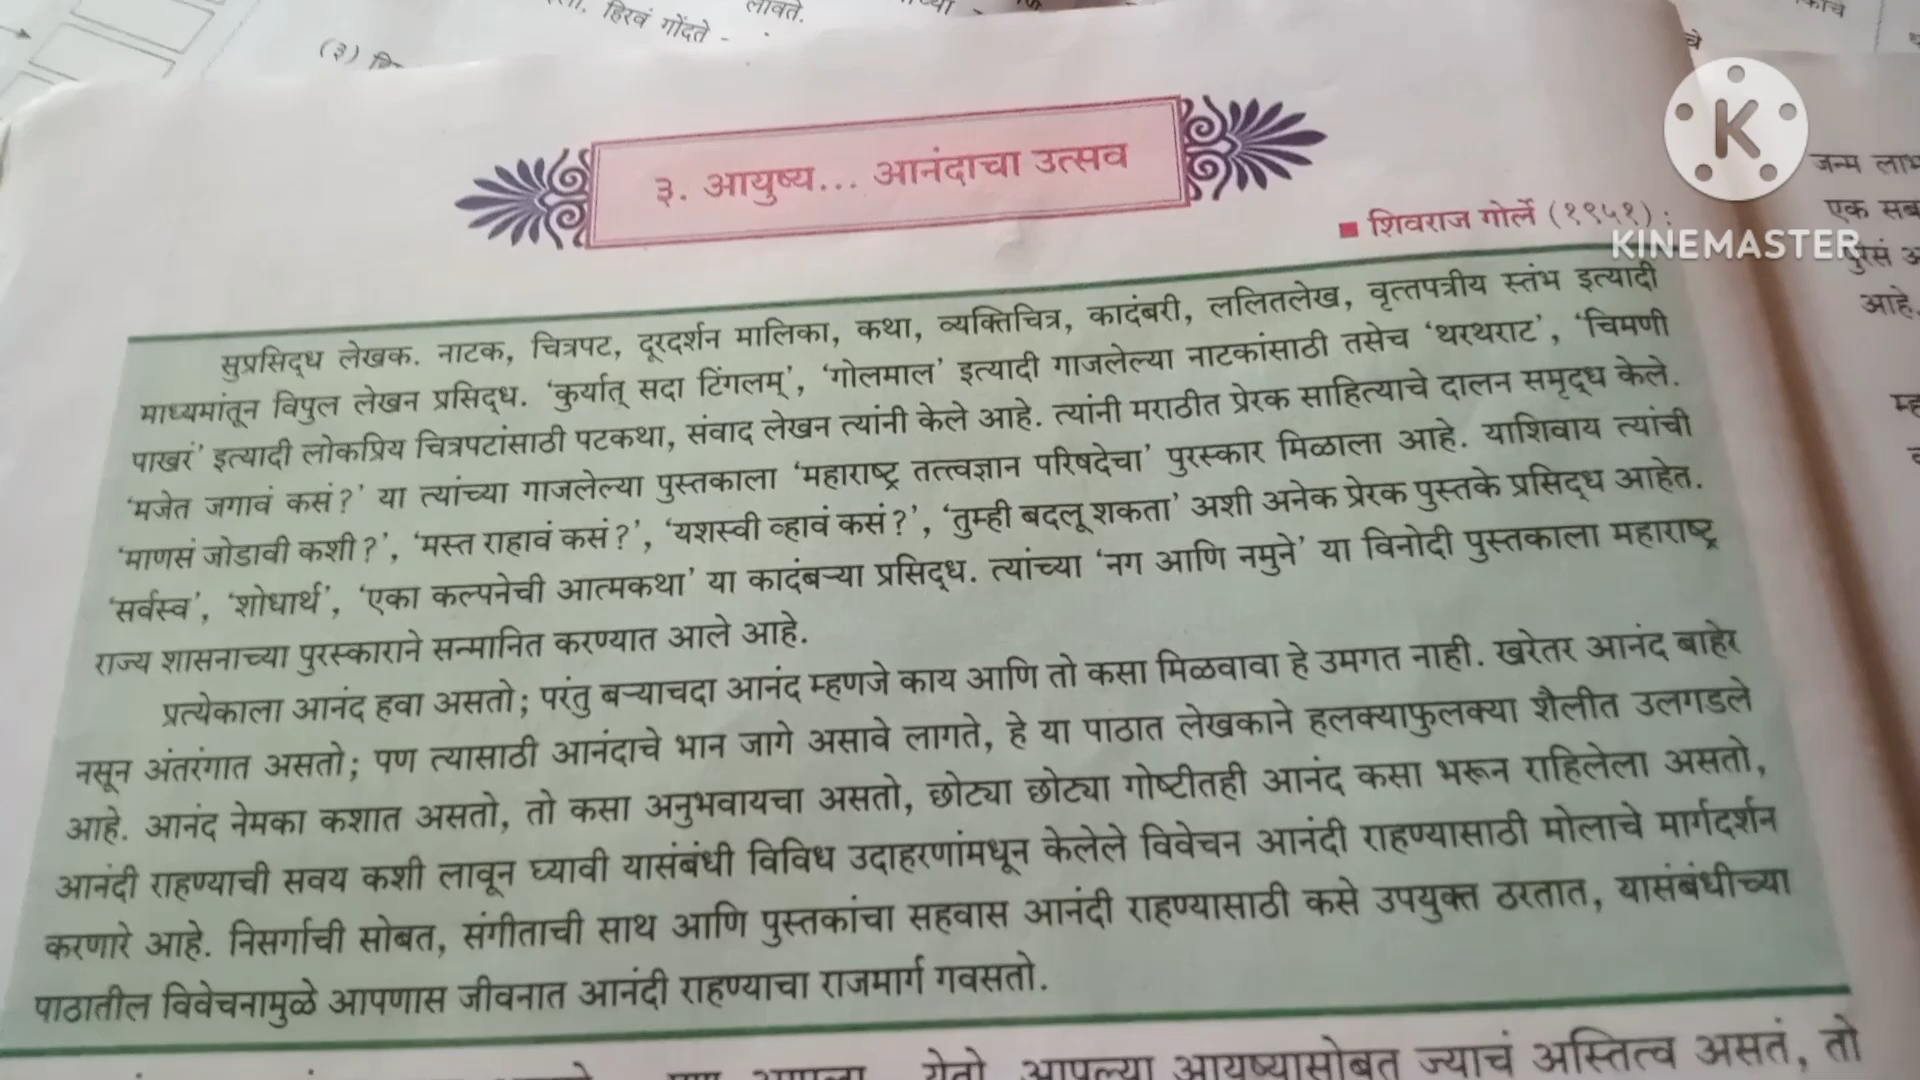 हिरवं गोंदते -
लावते.
(३)
३. आयुष्य... आनंदाचा उत्सव
K
KINEMASTER
■ शिवराज गोर्ले (१९५१) :
सुप्रसिद्ध लेखक. नाटक, चित्रपट, दूरदर्शन मालिका, कथा, व्यक्तिचित्र, कादंबरी, ललितलेख, वृत्तपत्रीय स्तंभ इत्यादी
माध्यमांतून विपुल लेखन प्रसिद्ध. ‘कुर्यात् सदा टिंगलम्’, ‘गोलमाल’ इत्यादी गाजलेल्या नाटकांसाठी तसेच ‘थरथराट’, ‘चिमणी
पाखरं’ इत्यादी लोकप्रिय चित्रपटांसाठी पटकथा, संवाद लेखन त्यांनी केले आहे. त्यांनी मराठीत प्रेरक साहित्याचे दालन समृद्ध केले.
‘मजेत जगावं कसं?’ या त्यांच्या गाजलेल्या पुस्तकाला ‘महाराष्ट्र तत्त्वज्ञान परिषदेचा’ पुरस्कार मिळाला आहे. याशिवाय त्यांची
‘माणसं जोडावी कशी?’, ‘मस्त राहावं कसं?’, ‘यशस्वी व्हावं कसं?’, ‘तुम्ही बदलू शकता’ अशी अनेक प्रेरक पुस्तके प्रसिद्ध आहेत.
‘सर्वस्व’, ‘शोधार्थ’, ‘एका कल्पनेची आत्मकथा’ या कादंबऱ्या प्रसिद्ध. त्यांच्या ‘नग आणि नमुने’ या विनोदी पुस्तकाला महाराष्ट्र
राज्य शासनाच्या पुरस्काराने सन्मानित करण्यात आले आहे.
प्रत्येकाला आनंद हवा असतो; परंतु बऱ्याचदा आनंद म्हणजे काय आणि तो कसा मिळवावा हे उमगत नाही. खरेतर आनंद बाहेर
नसून अंतरंगात असतो; पण त्यासाठी आनंदाचे भान जागे असावे लागते, हे या पाठात लेखकाने हलक्याफुलक्या शैलीत उलगडले
आहे. आनंद नेमका कशात असतो, तो कसा अनुभवायचा असतो, छोट्या छोट्या गोष्टीतही आनंद कसा भरून राहिलेला असतो,
आनंदी राहण्याची सवय कशी लावून घ्यावी यासंबंधी विविध उदाहरणांमधून केलेले विवेचन आनंदी राहण्यासाठी मोलाचे मार्गदर्शन
करणारे आहे. निसर्गाची सोबत, संगीताची साथ आणि पुस्तकांचा सहवास आनंदी राहण्यासाठी कसे उपयुक्त ठरतात, यासंबंधीच्या
पाठातील विवेचनामुळे आपणास जीवनात आनंदी राहण्याचा राजमार्ग गवसतो.
येतो आपल्या आयुष्यासोबत ज्याचं अस्तित्व असतं, तो
जन्म
एक
आहे.